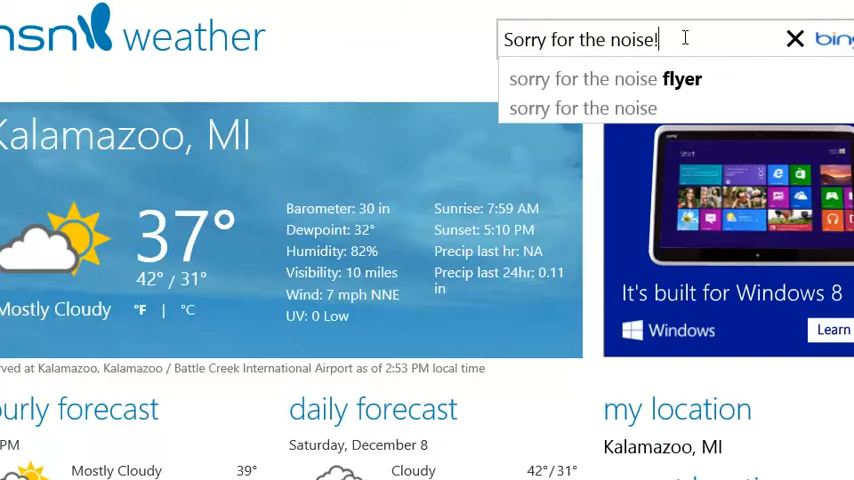 msn weather
Sorry for the noise!
bing
sorry for the noise flyer
sorry for the noise
Kalamazoo, MI
37°
42° / 31°
Mostly Cloudy
°F | °C
Barometer: 30 in
Dewpoint: 32°
Humidity: 82%
Visibility: 10 miles
Wind: 7 mph NNE
UV: 0 Low
Sunrise: 7:59 AM
Sunset: 5:10 PM
Precip last hr: NA
Precip last 24hr: 0.11
in
Start
It's built for Windows 8
Windows
Learn
rved at Kalamazoo, Kalamazoo / Battle Creek International Airport as of 2:53 PM local time
ourly forecast
PM
Mostly Cloudy 39°
daily forecast
Saturday, December 8
Cloudy 42°/31°
my location
Kalamazoo, MI